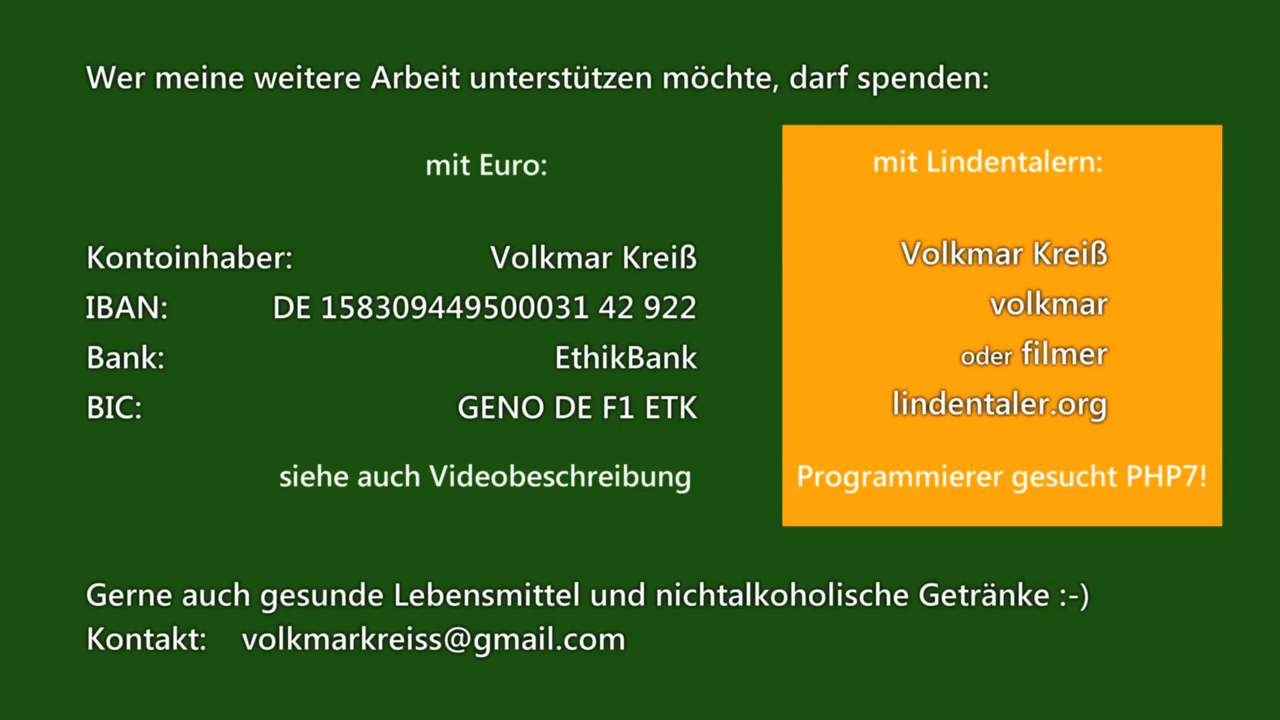 Wer meine weitere Arbeit unterstützen möchte, darf spenden:
mit Euro:
Kontoinhaber: Volkmar Kreiß
IBAN: DE 158309449500031 42 922
Bank: EthikBank
BIC: GENO DE F1 ETK
siehe auch Videobeschreibung
mit Lindentalern:
Volkmar Kreiß
volkmar
oder filmer
lindentaler.org
Programmierer gesucht PHP7!
Gerne auch gesunde Lebensmittel und nichtalkoholische Getränke :-)
Kontakt: volkmarkreiss@gmail.com